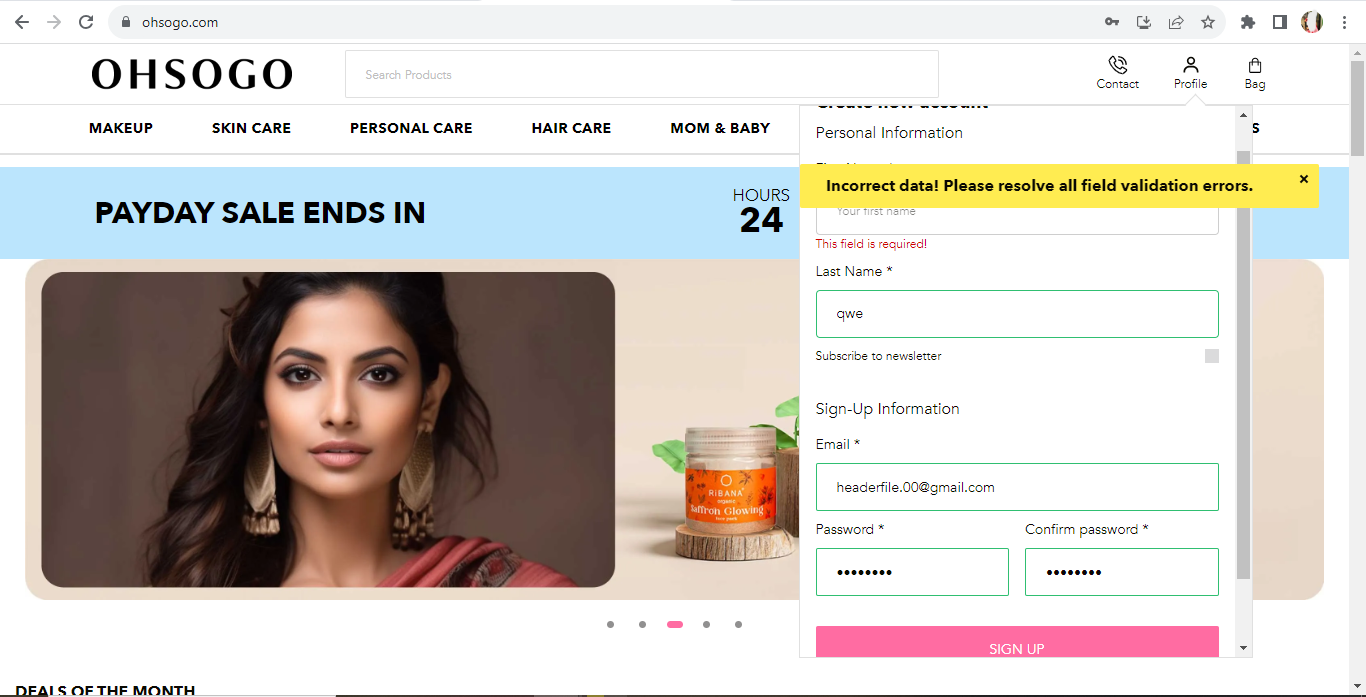 ohsogo.com
OHSOGO
Search Products
Contact
Profile
Bag
MAKEUP
SKIN CARE
PERSONAL CARE
HAIR CARE
MOM & BABY
S
Create new account
Personal Information
Incorrect data! Please resolve all field validation errors.
Your first name
This field is required!
Last Name *
qwe
Subscribe to newsletter
Sign-Up Information
Email *
headerfile.00@gmail.com
Password *
Confirm password *
••••••••
••••••••
SIGN UP
PAYDAY SALE ENDS IN
HOURS
24
RiBANA
organic
Saffron Glowing
face pack
DEALS OF THE MONTH